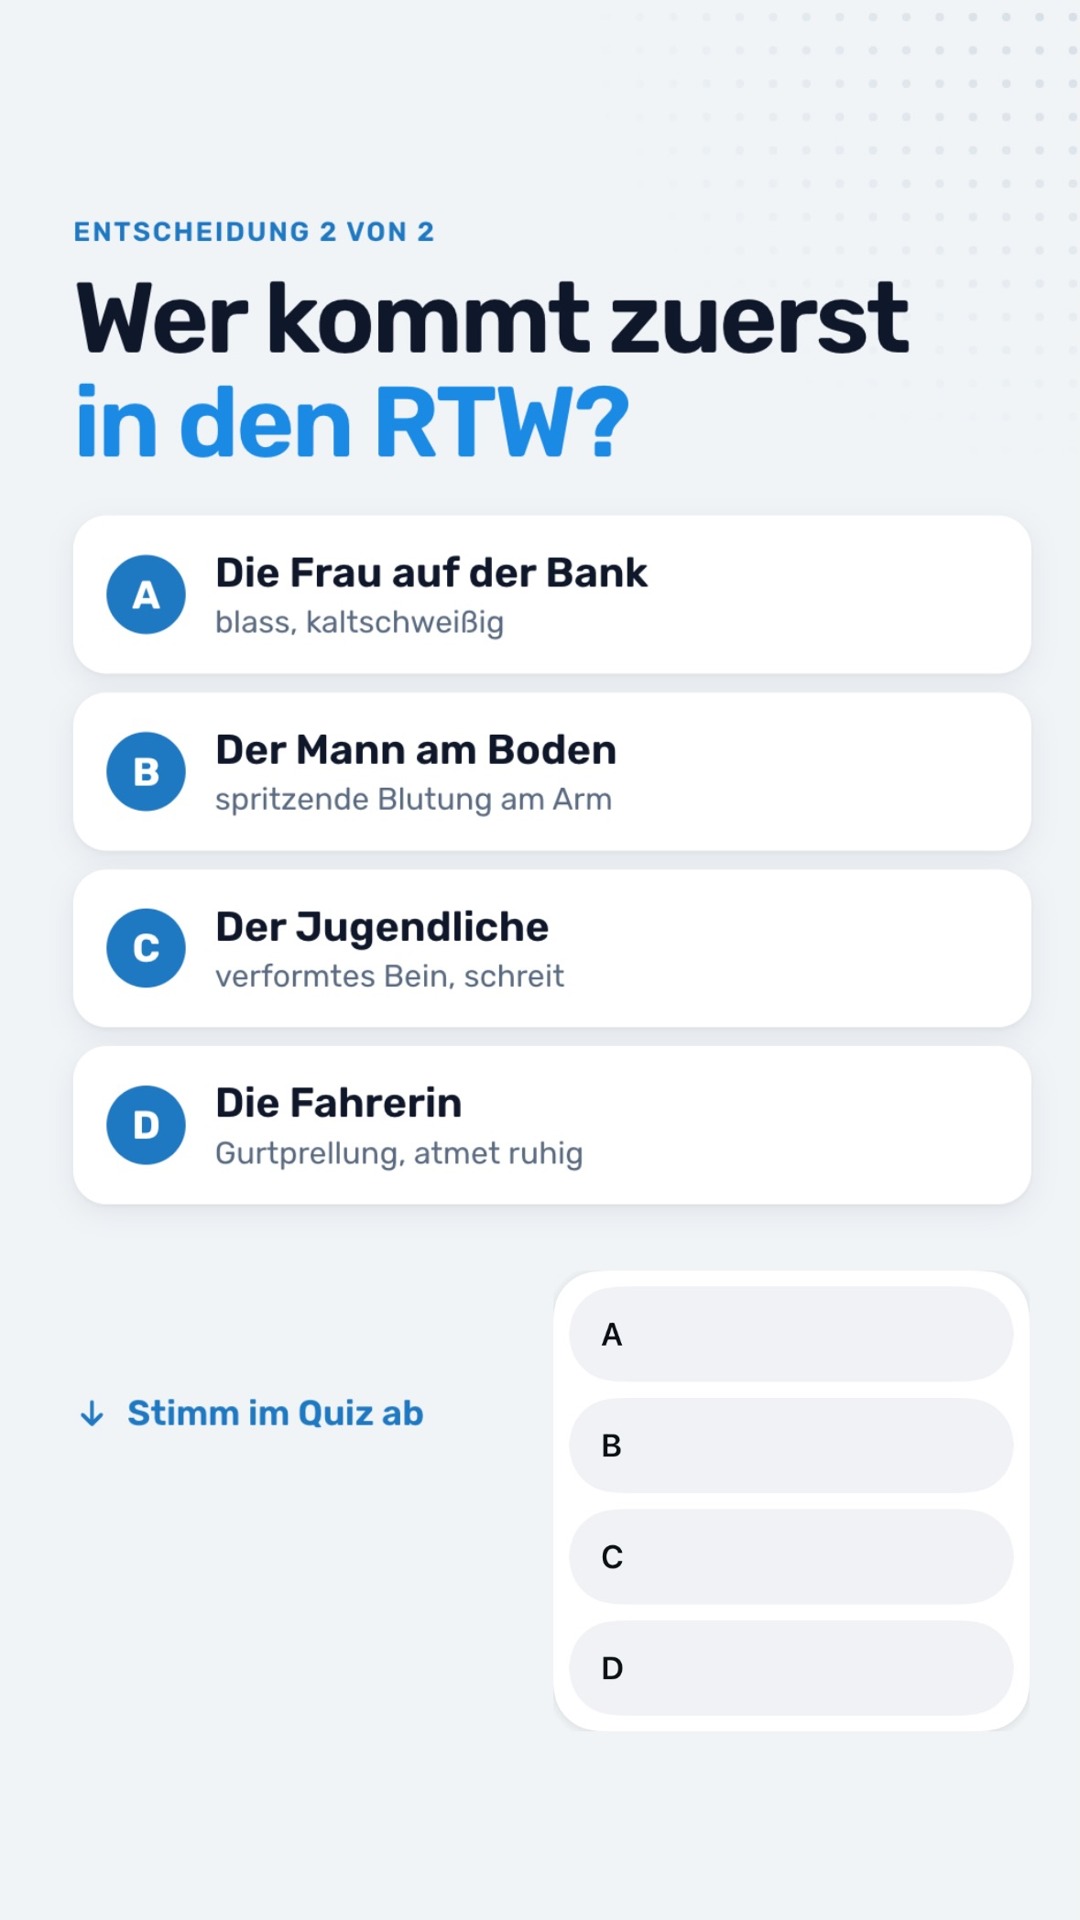 ENTSCHEIDUNG 2 VON 2
Wer kommt zuerst
in den RTW?
A
Die Frau auf der Bank
blass, kaltschweißig
B
Der Mann am Boden
spritzende Blutung am Arm
C
Der Jugendliche
verformtes Bein, schreit
D
Die Fahrerin
Gurtprellung, atmet ruhig
↓ Stimm im Quiz ab
A
B
C
D